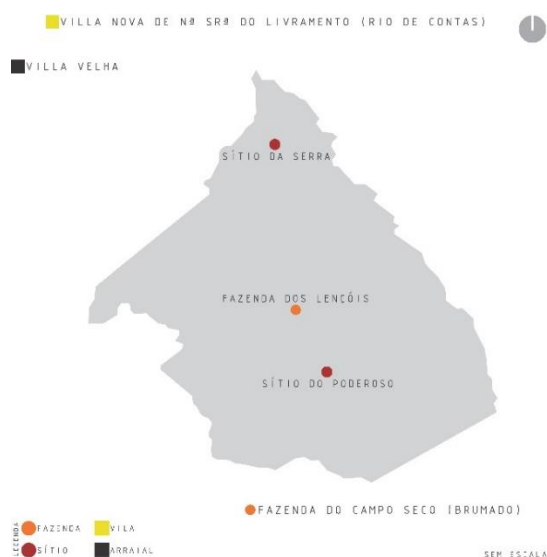 VILLA NOVA DE Nª SRª DO LIVRAMENTO (RIO DE CONTAS)
VILLA VELHA
SÍTIO DA SERRA
FAZENDA DOS LENÇÓIS
SÍTIO DO PODEROSO
FAZENDA DO CAMPO SECO (BRUMADO)
LEGENDA
FAZENDA
VILA
SÍTIO
ARRAIAL
SEM ESCALA